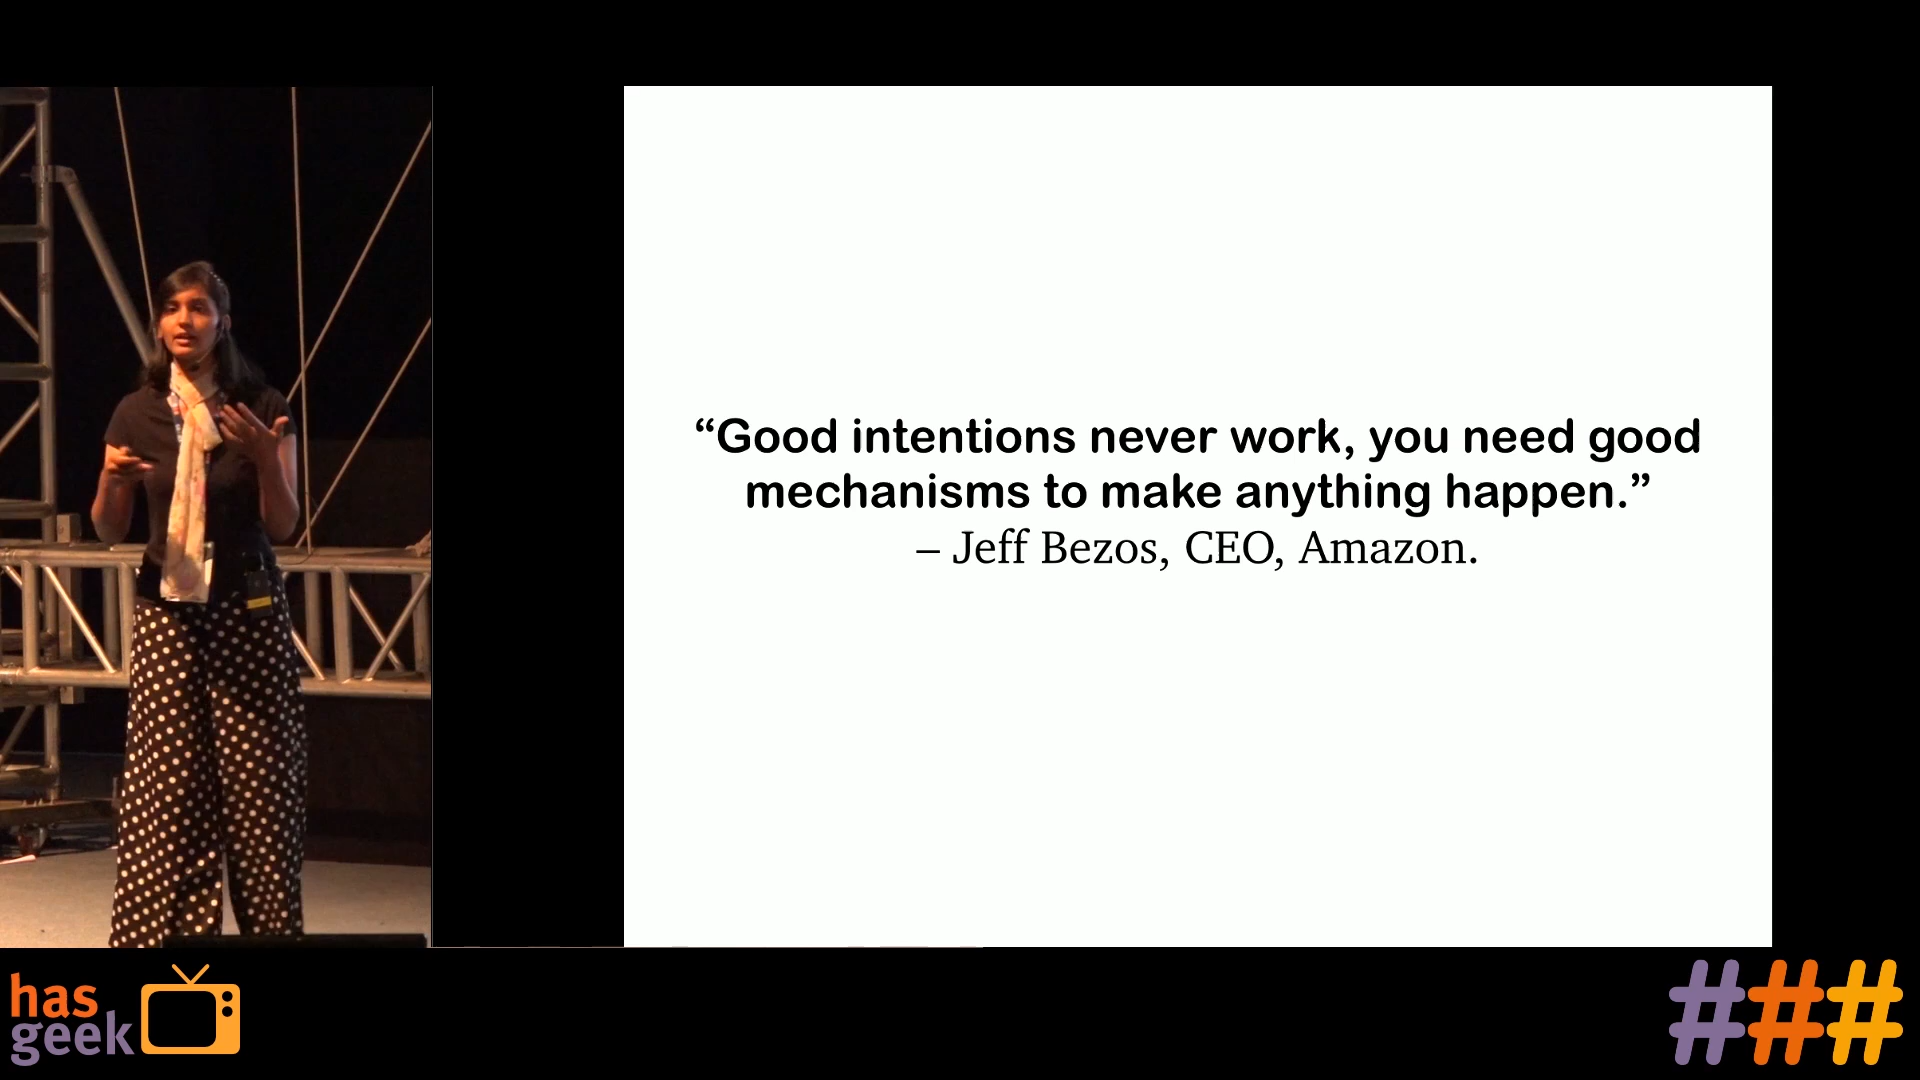 “Good intentions never work, you need good
mechanisms to make anything happen.”
– Jeff Bezos, CEO, Amazon.
has
geek
###